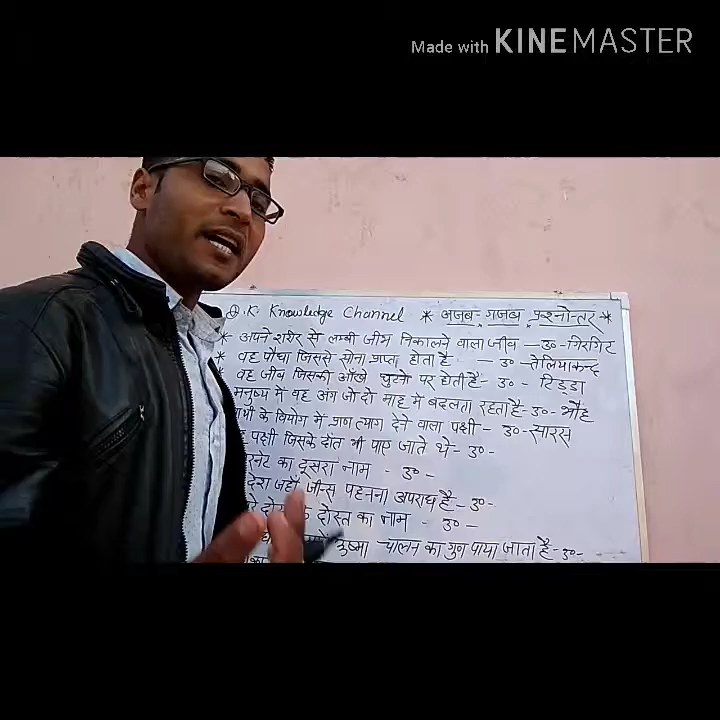 Made with KINEMASTER
D.K. Knowledge Channel * अजब-गजब प्रश्नोत्तर *
* अपने शरीर से लम्बी जीभ निकालने वाला जीव - उ०-गिरगिट
* वह पौधा जिससे सोना प्राप्त होता है - उ०-तेलियाकन्द
* वह जीव जिसकी आँखे घुटनो पर होती हैं- उ०- टिड्डा
मनुष्य में वह अंग जो दो माह में बदलता रहता है-उ०-भौंह
के वियोग में प्राण त्याग देने वाला पक्षी - उ०-सारस
पक्षी जिसके दाँत भी पाए जाते थे- उ०-
का दूसरा नाम - उ०-
जहाँ जीन्स पहनना अपराध है- उ०-
दोस्त का नाम - उ०-
ऊष्मा चालन का गुन पाया जाता है-उ०-